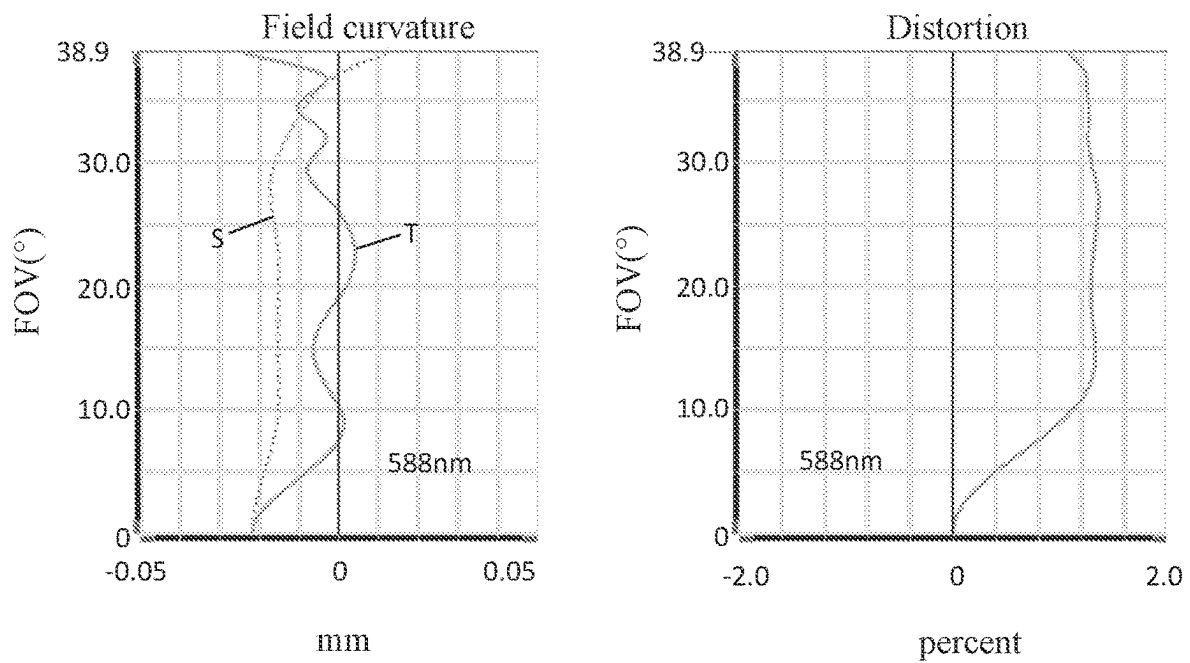 Field curvature
38.9
30.0
S
T
FOV(°)
20.0
10.0
588nm
0
-0.05
0
0.05
mm
Distortion
38.9
30.0
FOV(°)
20.0
10.0
588nm
0
-2.0
0
2.0
percent